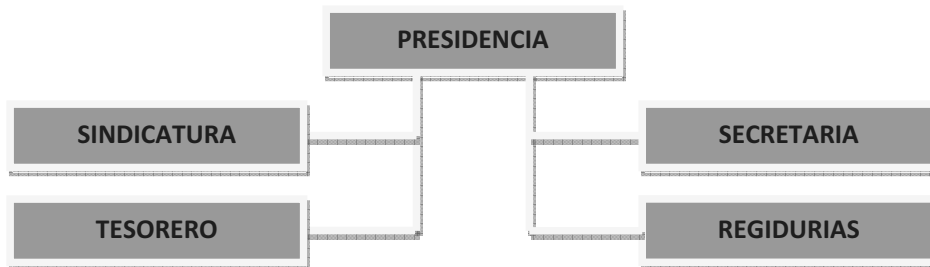 PRESIDENCIA
SINDICATURA
SECRETARIA
TESORERO
REGIDURIAS